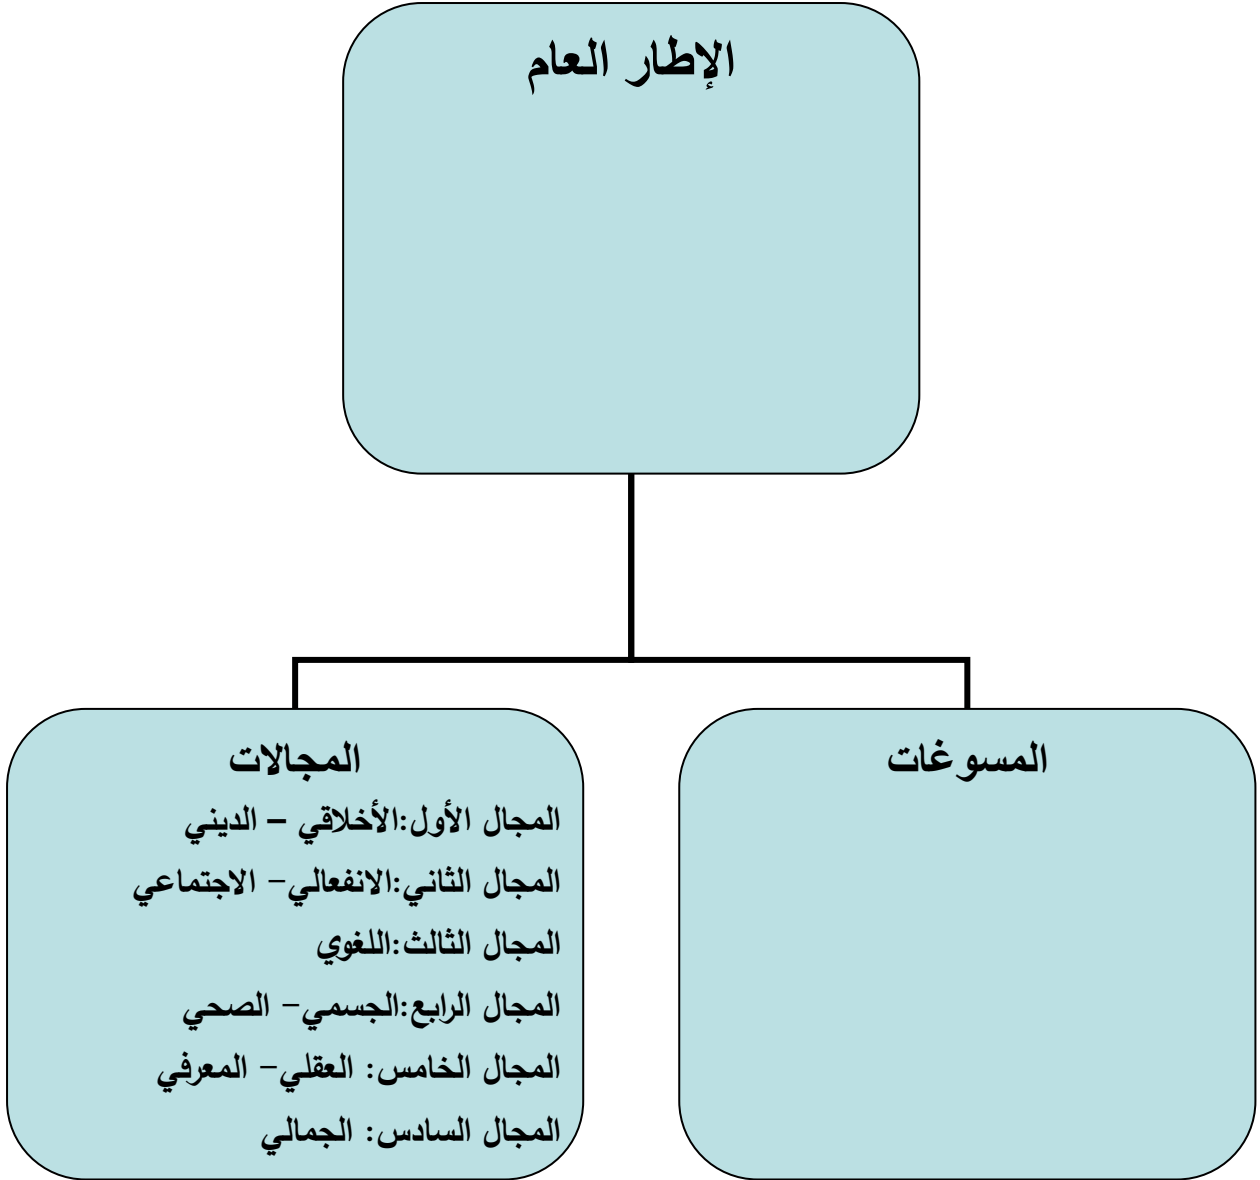 الإطار العام
المسوغات
المجالات
المجال الأول:الأخلاقي – الديني
المجال الثاني:الانفعالي– الاجتماعي
المجال الثالث:اللغوي
المجال الرابع:الجسمي– الصحي
المجال الخامس: العقلي– المعرفي
المجال السادس: الجمالي